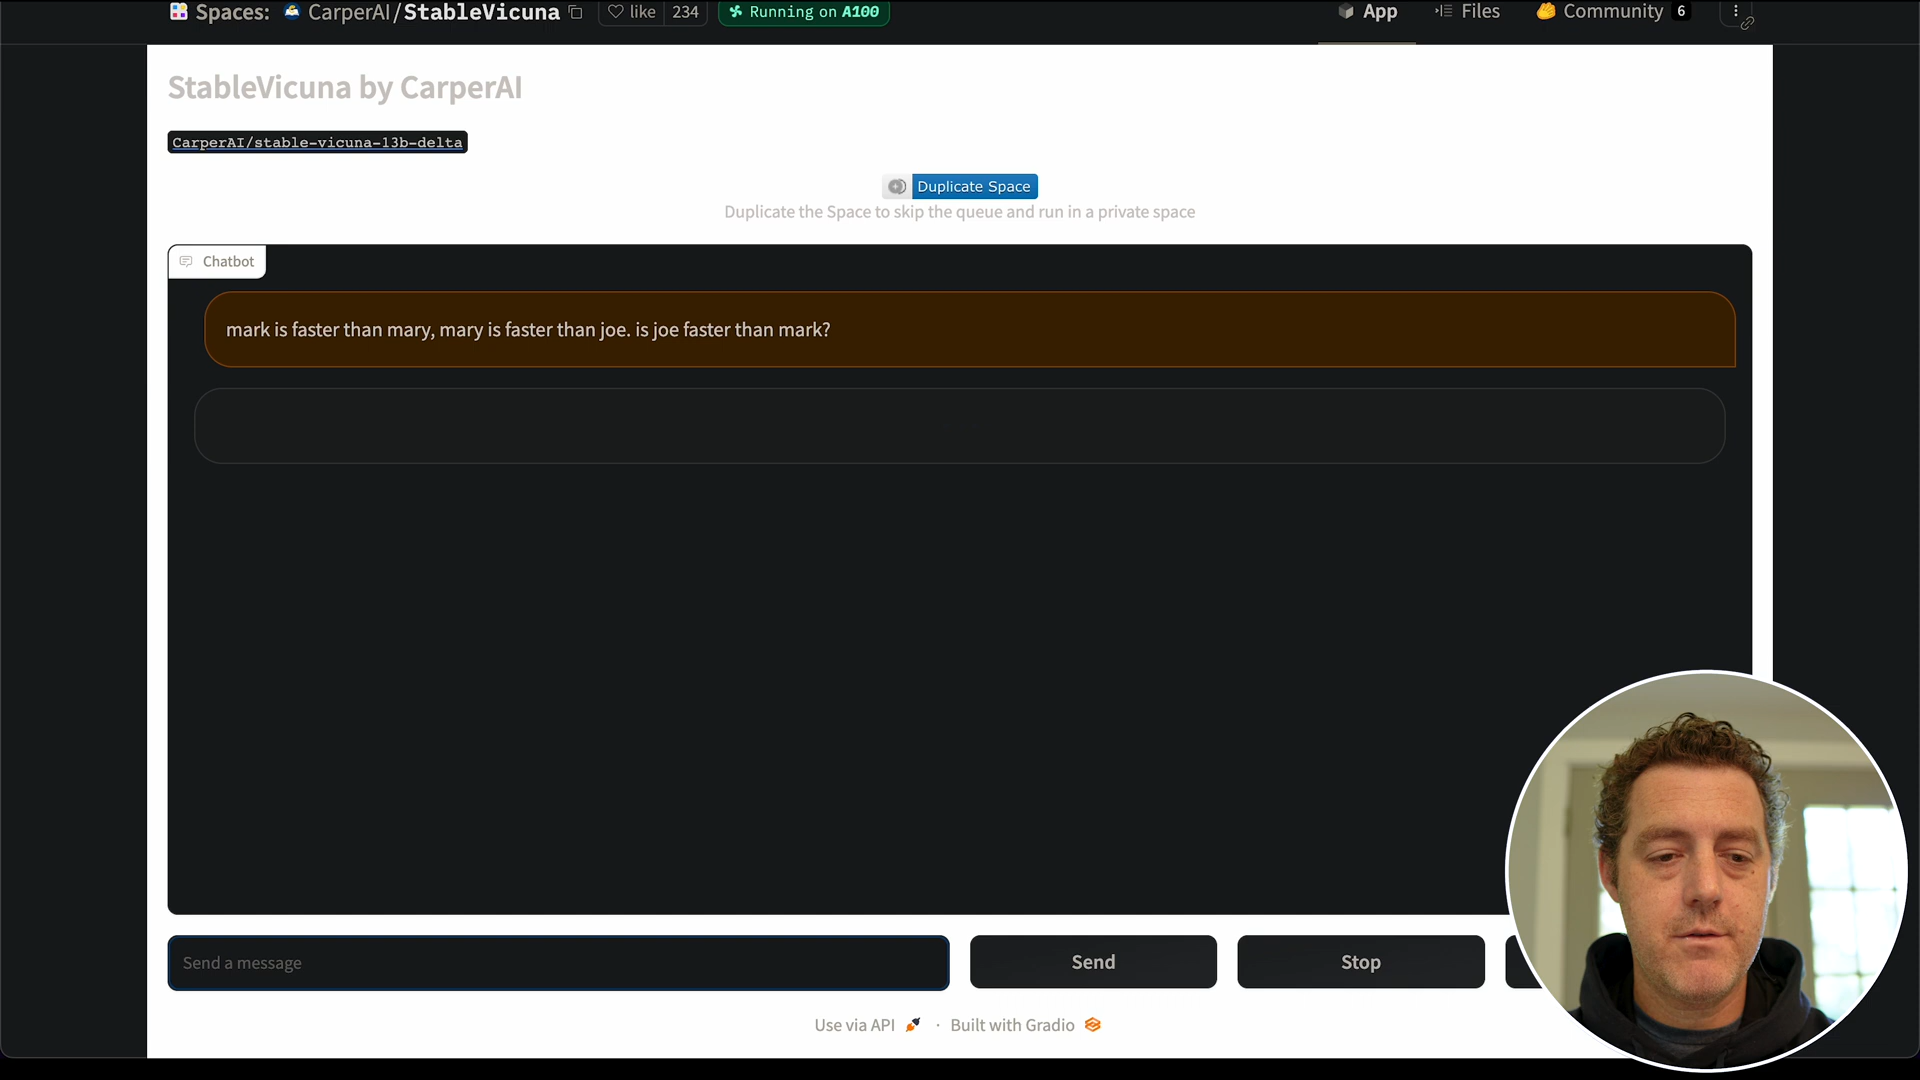 Spaces: CarperAI/StableVicuna like 234 Running on A100 App Files Community 6
StableVicuna by CarperAI
CarperAI/stable-vicuna-13b-delta
Duplicate Space
Duplicate the Space to skip the queue and run in a private space
Chatbot
mark is faster than mary, mary is faster than joe. is joe faster than mark?
Send a message Send Stop
Use via API · Built with Gradio